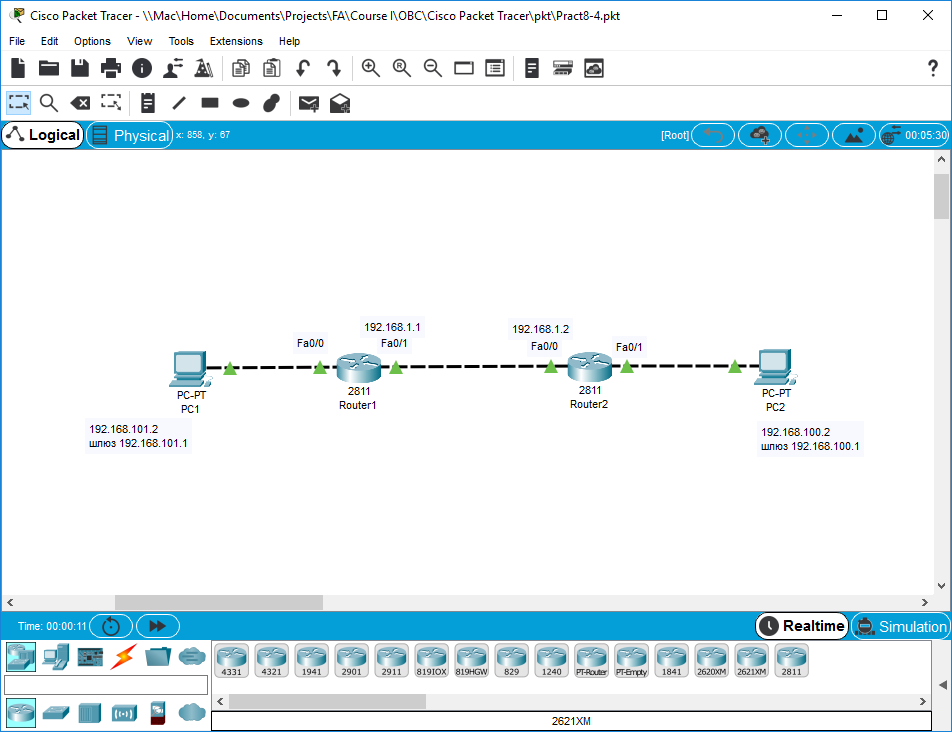 Cisco Packet Tracer - \\Mac\Home\Documents\Projects\FA\Course I\OBC\Cisco Packet Tracer\pkt\Pract8-4.pkt
File Edit Options View Tools Extensions Help
?
Logical Physical x: 858, y: 67 [Root] 00:05:30
192.168.1.1 192.168.1.2
Fa0/0 Fa0/1 Fa0/0 Fa0/1
2811 2811
PC-PT Router1 Router2 PC-PT
PC1 PC2
192.168.101.2 192.168.100.2
шлюз 192.168.101.1 шлюз 192.168.100.1
Time: 00:00:11 Realtime Simulation
4331 4321 1941 2901 2911 819IOX 819HGW 829 1240 PT-Router PT-Empty 1841 2620XM 2621XM 2811
2621XM